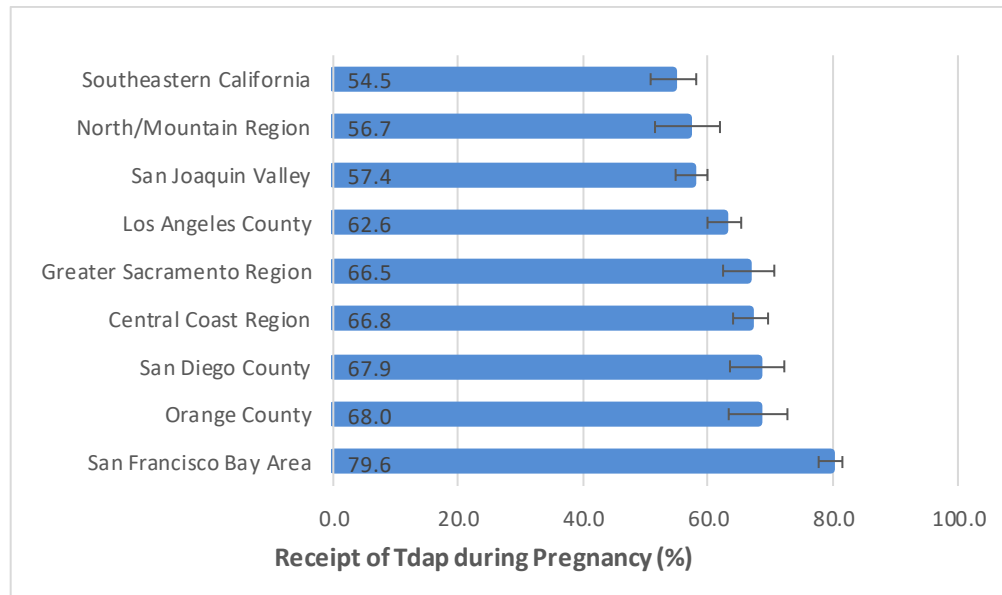 Southeastern California 54.5
North/Mountain Region 56.7
San Joaquin Valley 57.4
Los Angeles County 62.6
Greater Sacramento Region 66.5
Central Coast Region 66.8
San Diego County 67.9
Orange County 68.0
San Francisco Bay Area 79.6
0.0 20.0 40.0 60.0 80.0 100.0
Receipt of Tdap during Pregnancy (%)